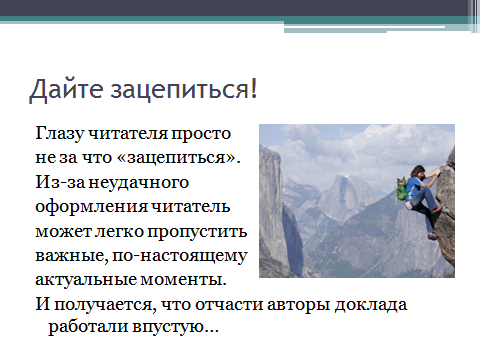 Дайте зацепиться!
Глазу читателя просто
не за что «зацепиться».
Из-за неудачного
оформления читатель
может легко пропустить
важные, по-настоящему
актуальные моменты.
И получается, что отчасти авторы доклада
работали впустую…